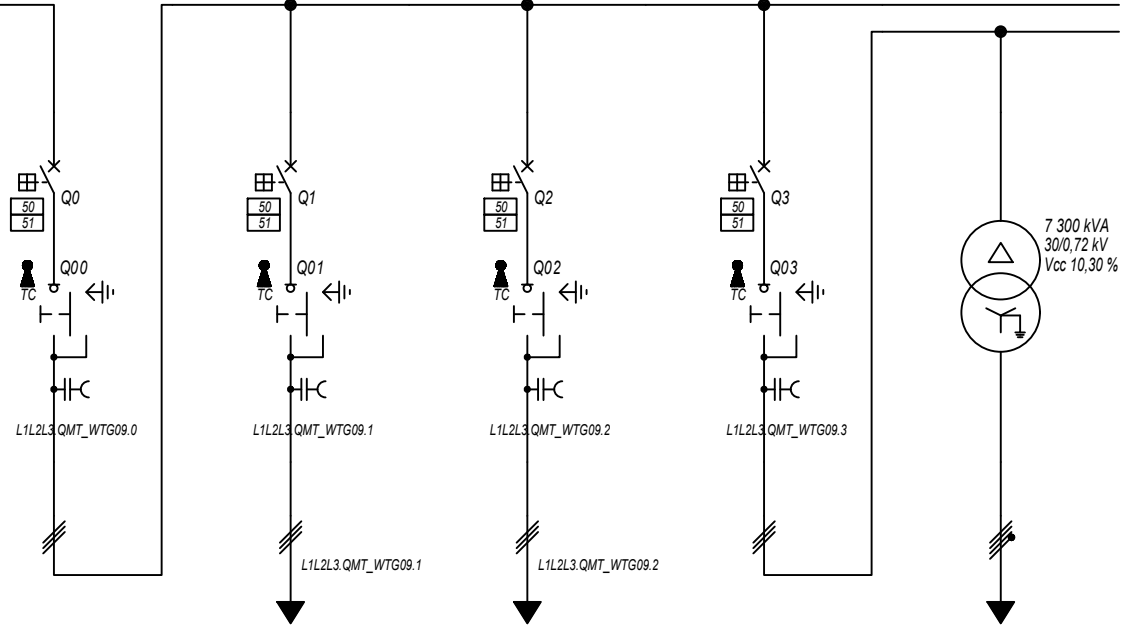 Q0
50
51
Q00
TC
L1L2L3.QMT_WTG09.0
Q1
50
51
Q01
TC
L1L2L3.QMT_WTG09.1
L1L2L3.QMT_WTG09.1
Q2
50
51
Q02
TC
L1L2L3.QMT_WTG09.2
L1L2L3.QMT_WTG09.2
Q3
50
51
Q03
TC
L1L2L3.QMT_WTG09.3
7 300 kVA
30/0,72 kV
Vcc 10,30 %